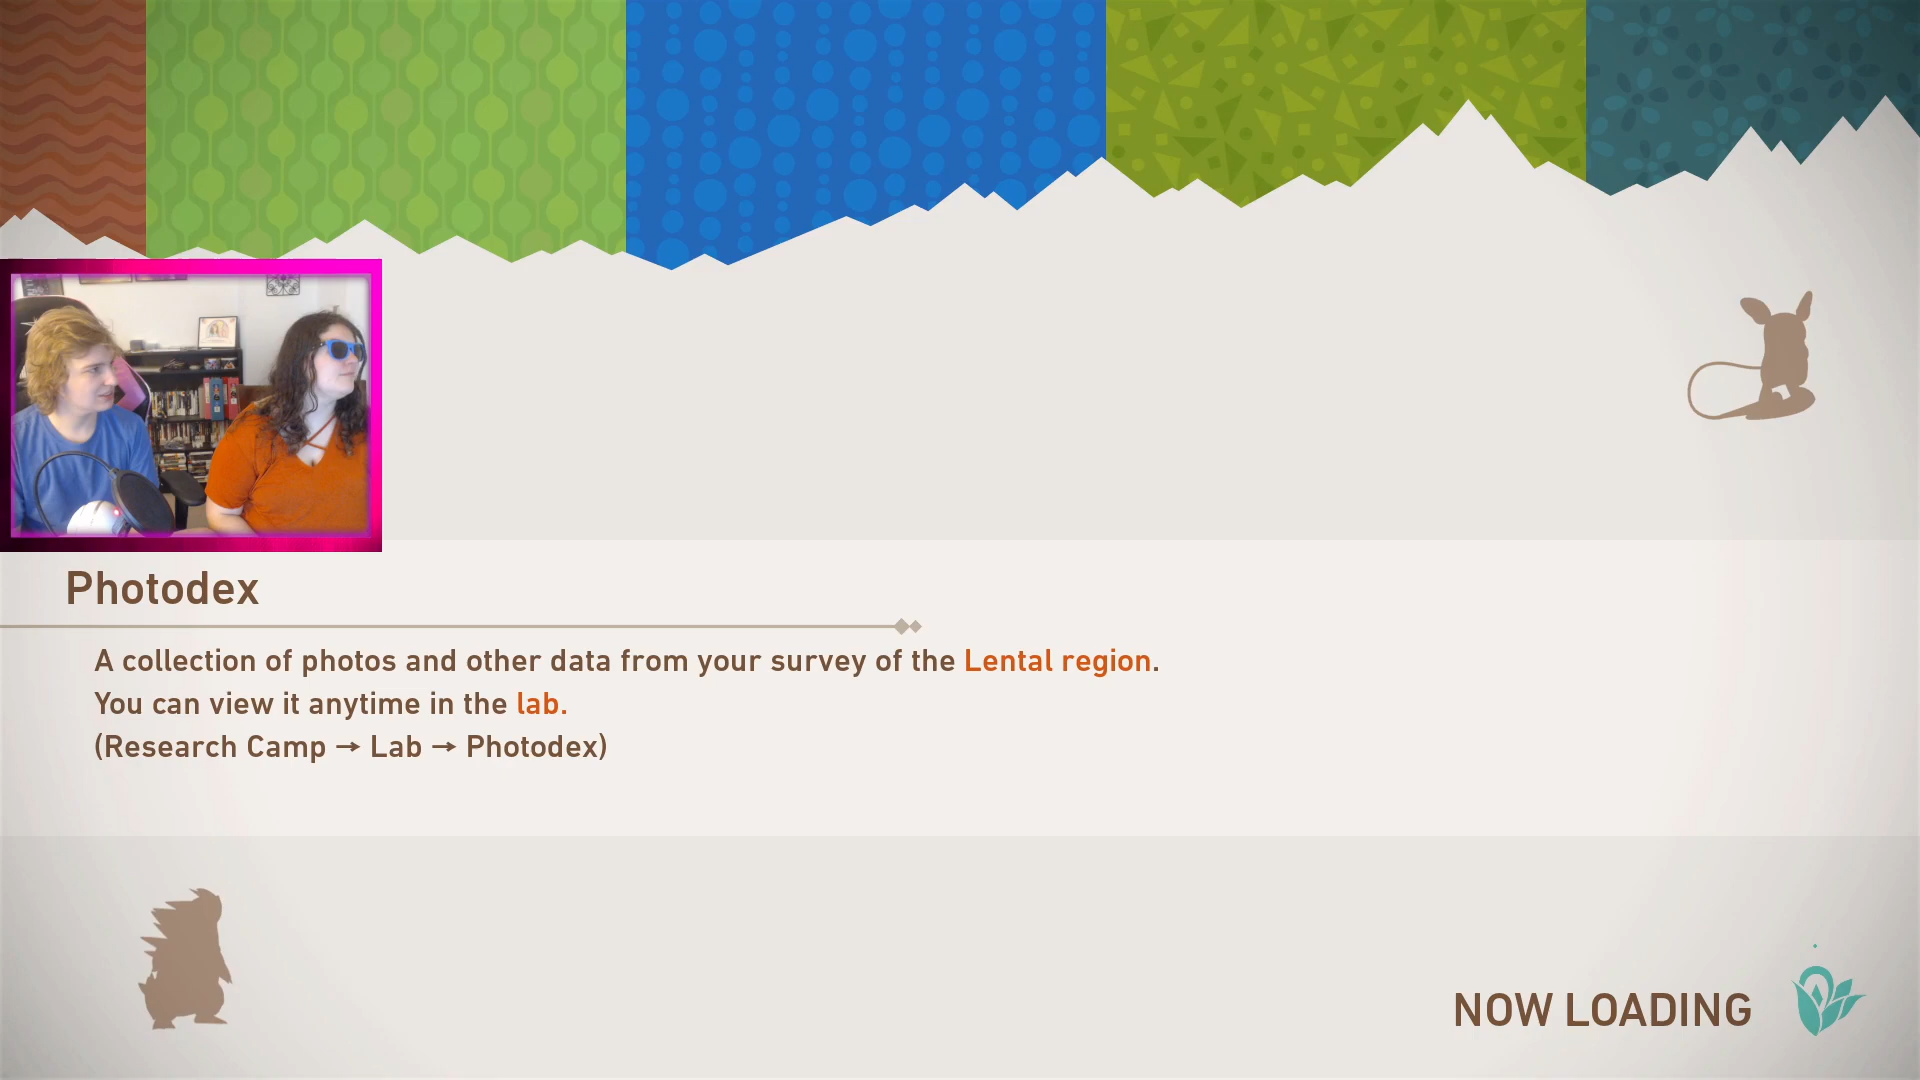 Photodex
A collection of photos and other data from your survey of the Lental region.
You can view it anytime in the lab.
(Research Camp → Lab → Photodex)
NOW LOADING